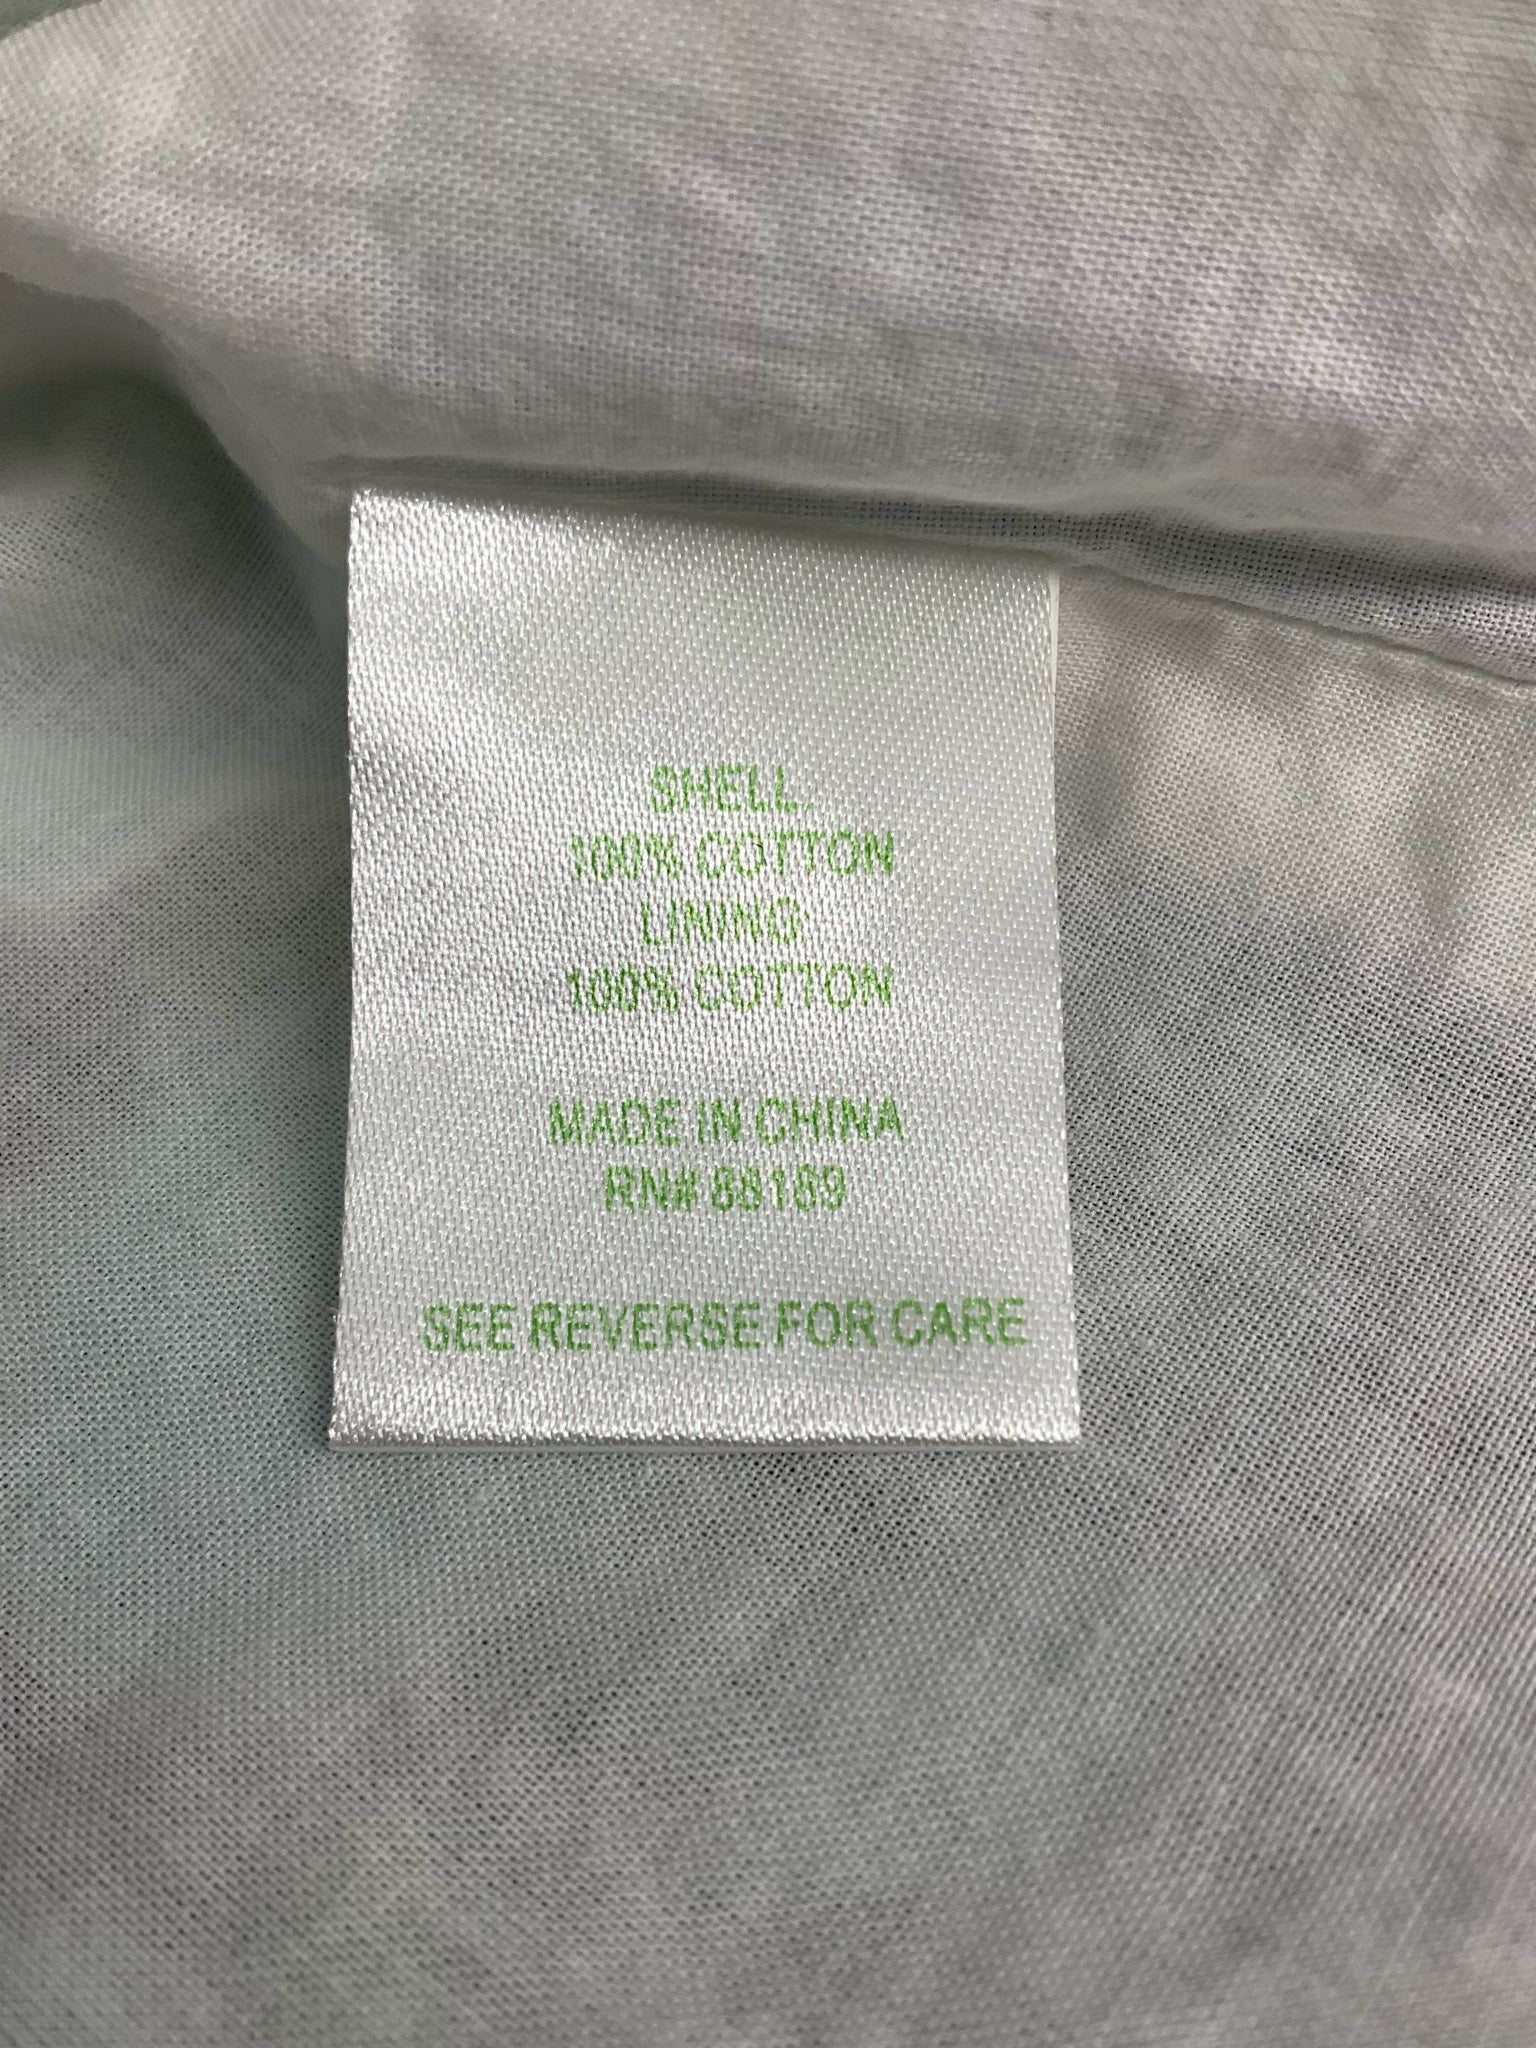 SHELL
100% COTTON
LINING
100% COTTON
MADE IN CHINA
RN# 88189
SEE REVERSE FOR CARE